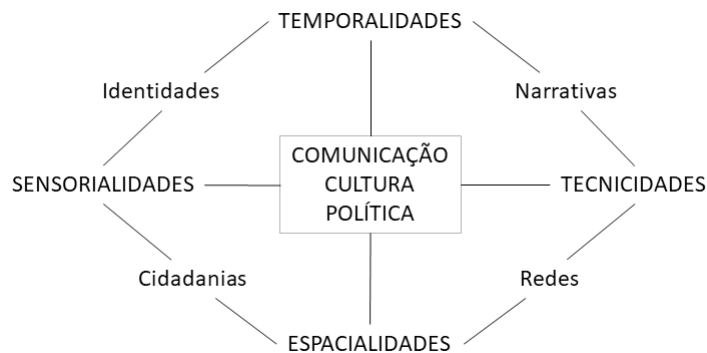 TEMPORALIDADES
Identidades
Narrativas
COMUNICAÇÃO
CULTURA
POLÍTICA
SENSORIALIDADES
TECNICIDADES
Cidadanias
Redes
ESPACIALIDADES